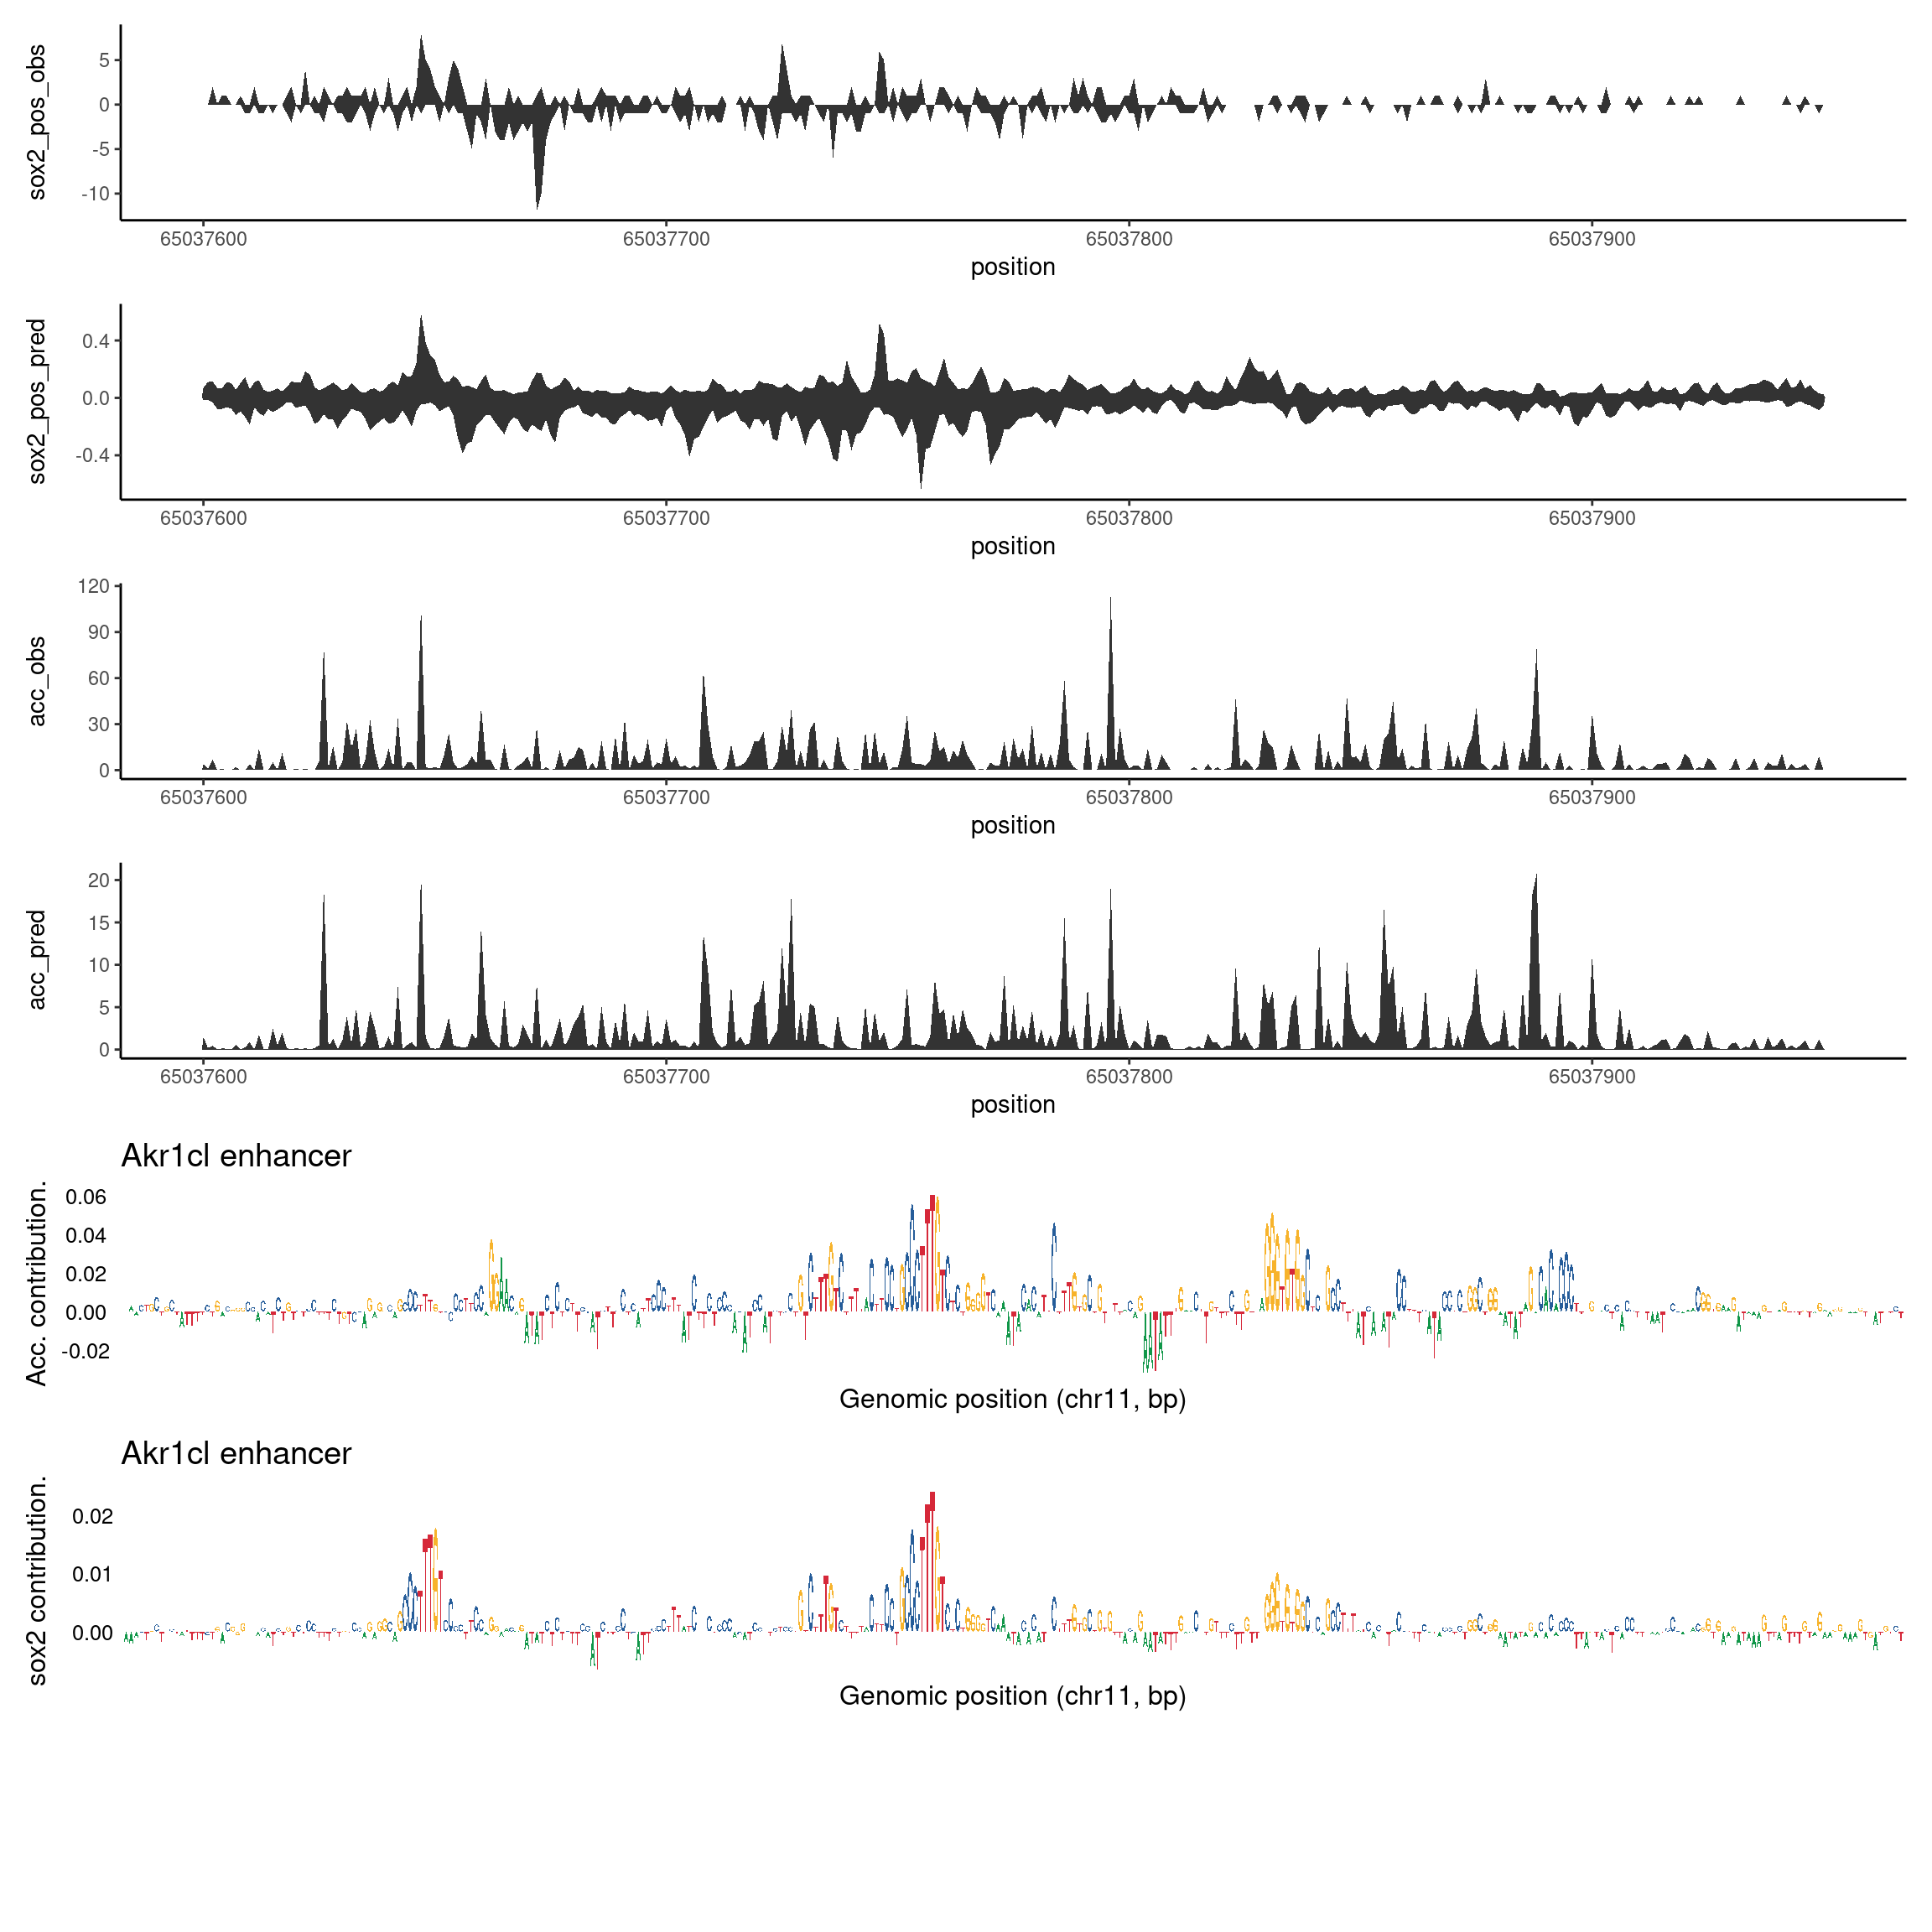 sox2_pos_obs
5
0
-5
-10
65037600 65037700 65037800 65037900
position
sox2_pos_pred
0.4
0.0
-0.4
65037600 65037700 65037800 65037900
position
acc_obs
120
90
60
30
0
65037600 65037700 65037800 65037900
position
acc_pred
20
15
10
5
0
65037600 65037700 65037800 65037900
position
Akr1cl enhancer
Acc. contribution.
0.06
0.04
0.02
0.00
-0.02
Genomic position (chr11, bp)
Akr1cl enhancer
sox2 contribution.
0.02
0.01
0.00
Genomic position (chr11, bp)